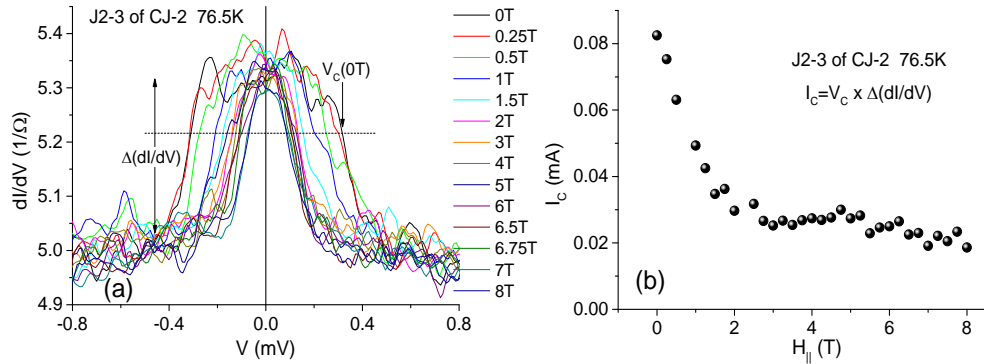 J2-3 of CJ-2 76.5K
5.4
5.3
5.2
5.1
5.0
4.9
dI/dV (1/Ω)
Δ(dI/dV)
V_C(0T)
(a)
-0.8 -0.4 0.0 0.4 0.8
V (mV)
0T
0.25T
0.5T
1T
1.5T
2T
3T
4T
5T
6T
6.5T
6.75T
7T
8T
0.08
0.06
0.04
0.02
0.00
I_C (mA)
(b)
J2-3 of CJ-2 76.5K
I_C=V_C x Δ(dI/dV)
0 2 4 6 8
H_|| (T)